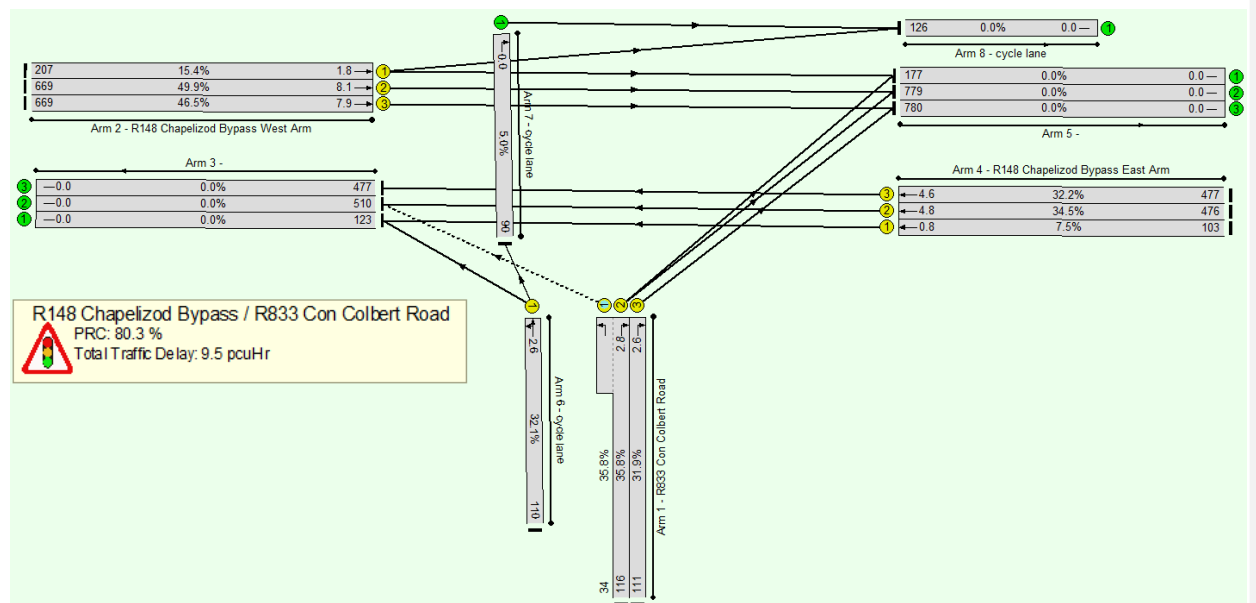 126 0.0% 0.0
1
Arm 8 - cycle lane
1
0.0
Arm 7 - cycle lane
5.0%
90
207 15.4% 1.8
1
669 49.9% 8.1
2
669 46.5% 7.9
3
Arm 2 - R148 Chapelizod Bypass West Arm
177 0.0% 0.0
1
779 0.0% 0.0
2
780 0.0% 0.0
3
Arm 5 -
Arm 3 -
3
0.0 0.0% 477
2
0.0 0.0% 510
1
0.0 0.0% 123
Arm 4 - R148 Chapelizod Bypass East Arm
3
4.6 32.2% 477
2
4.8 34.5% 476
1
0.8 7.5% 103
R148 Chapelizod Bypass / R833 Con Colbert Road
PRC: 80.3 %
Total Traffic Delay: 9.5 pcuHr
1
2.6
32.1%
110
Arm 6 - cycle lane
1 2 3
2.8 2.6
35.8% 35.8% 31.9%
34 116 111
Arm 1 - R833 Con Colbert Road